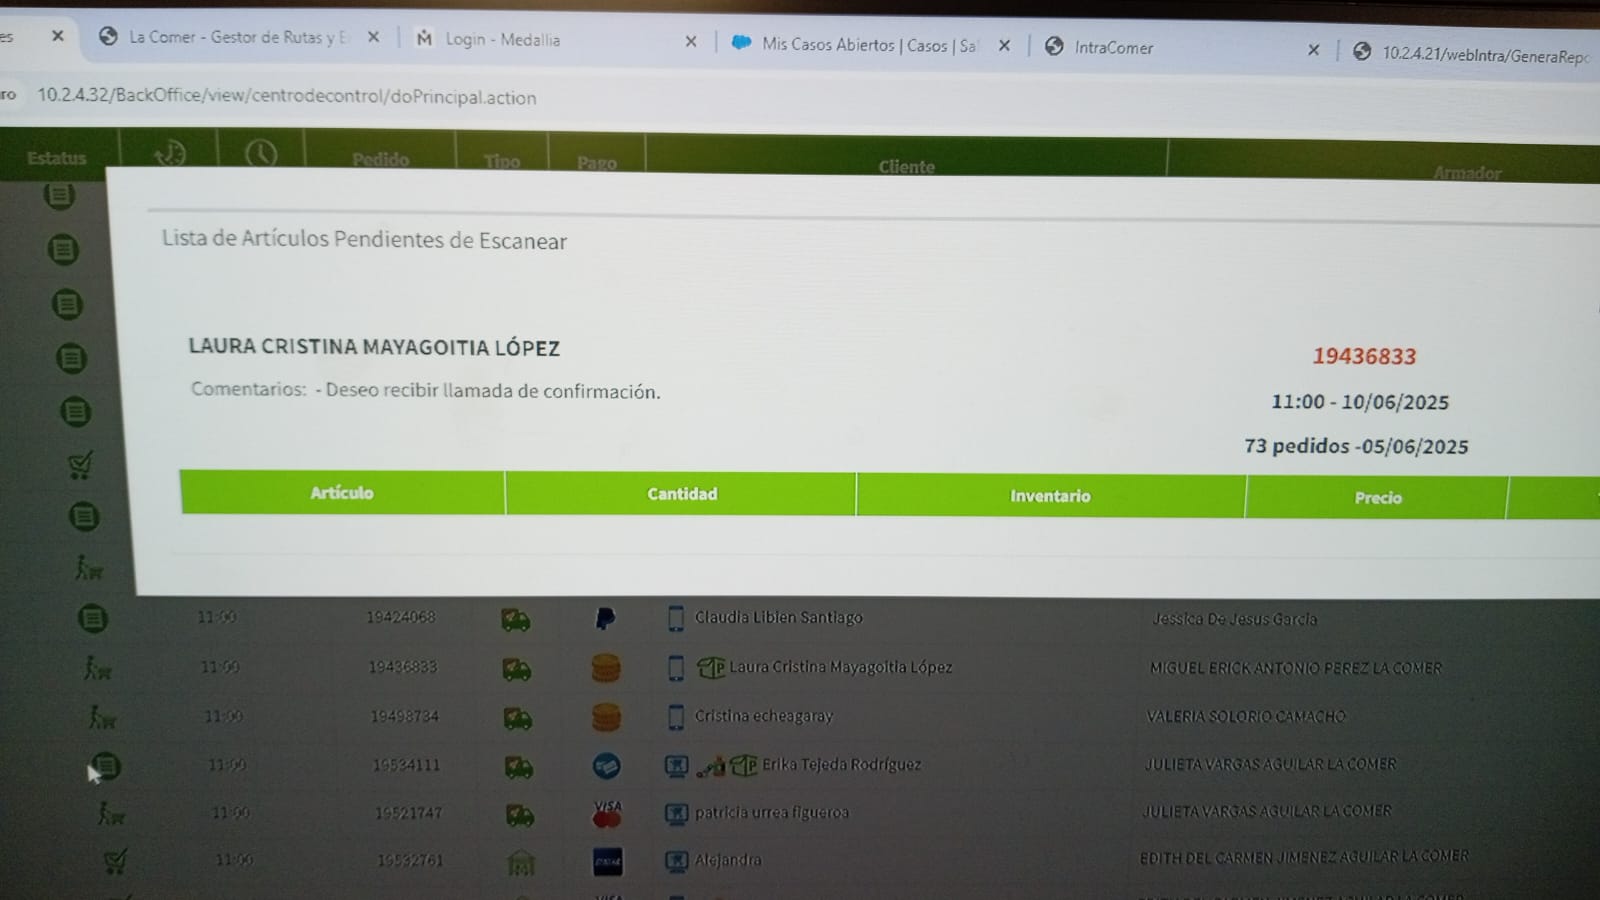 es
La Comer - Gestor de Rutas y E
Login - Medallia
Mis Casos Abiertos | Casos | Sa
IntraComer
10.2.4.21/webIntra/GeneraRepo
ro
10.2.4.32/BackOffice/view/centrodecontrol/doPrincipal.action
Estatus Pedido Tipo Pago Cliente Armador
Lista de Artículos Pendientes de Escanear
LAURA CRISTINA MAYAGOITIA LÓPEZ
19436833
Comentarios: - Deseo recibir llamada de confirmación.
11:00 - 10/06/2025
73 pedidos -05/06/2025
Artículo Cantidad Inventario Precio
11:00 19424068 Claudia Libien Santiago Jessica De Jesus Garcia
11:00 19436833 Laura Cristina Mayagoitia López MIGUEL ERICK ANTONIO PEREZ LA COMER
11:00 19498734 Cristina echeagaray VALERIA SOLORIO CAMACHO
11:00 19534111 Erika Tejeda Rodríguez JULIETA VARGAS AGUILAR LA COMER
11:00 19521747 VISA patricia urrea figueroa JULIETA VARGAS AGUILAR LA COMER
11:00 19532761 Alejandra EDITH DEL CARMEN JIMENEZ AGUILAR LA COMER